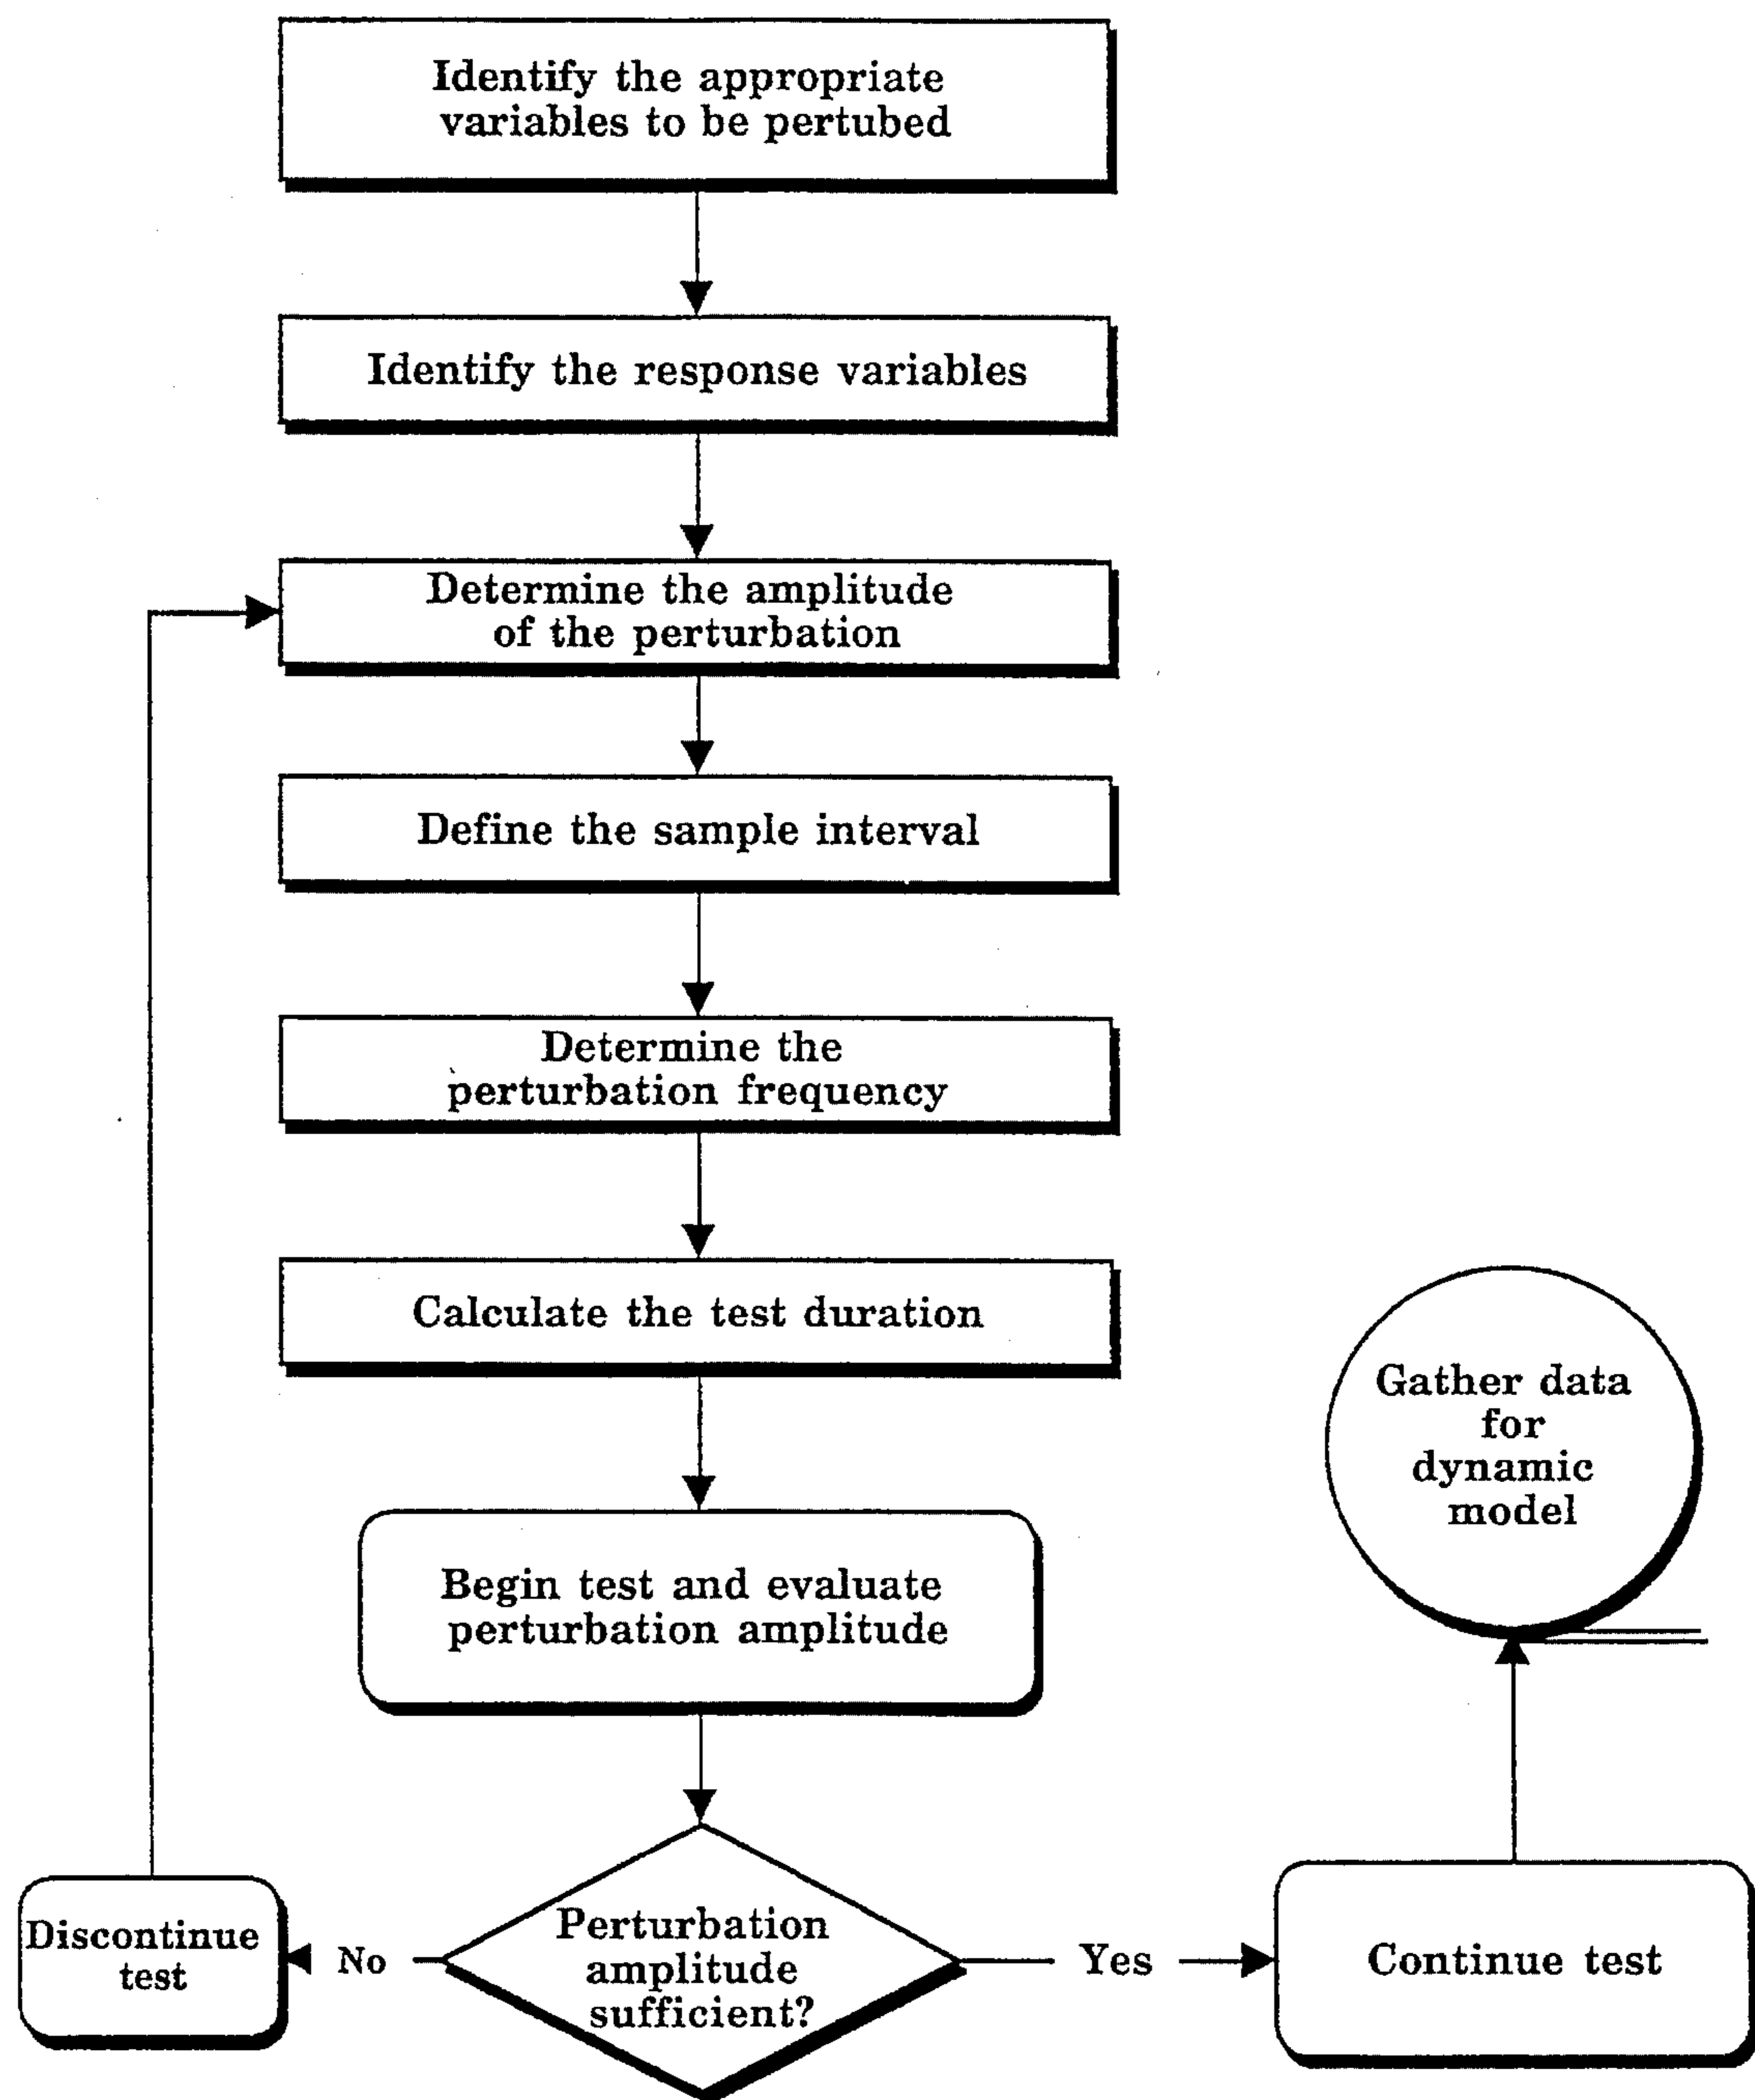 Identify the appropriate
variables to be pertubed
Identify the response variables
Determine the amplitude
of the perturbation
Define the sample interval
Determine the
perturbation frequency
Calculate the test duration
Gather data
for
dynamic
model
Begin test and evaluate
perturbation amplitude
Discontinue
test
No
Perturbation
amplitude
sufficient?
Yes
Continue test